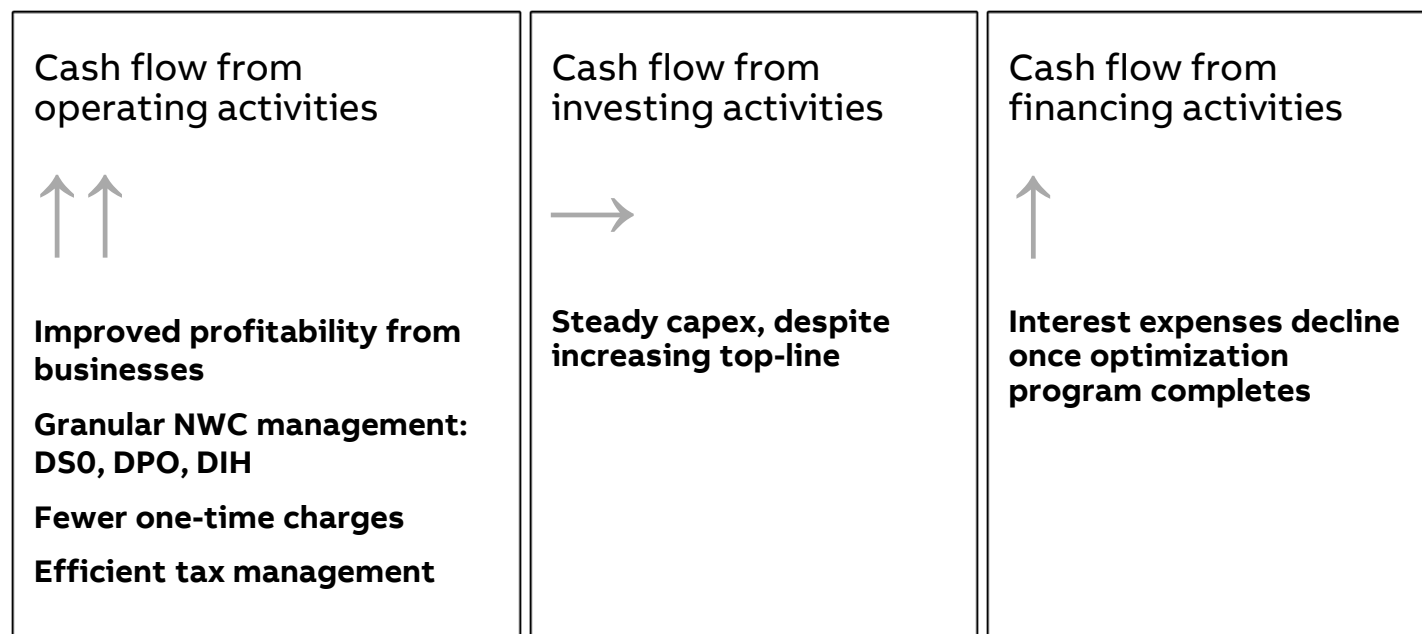 Cash flow from
operating activities
↑↑
Improved profitability from
businesses
Granular NWC management:
DS0, DPO, DIH
Fewer one-time charges
Efficient tax management
Cash flow from
investing activities
→
Steady capex, despite
increasing top-line
Cash flow from
financing activities
↑
Interest expenses decline
once optimization
program completes